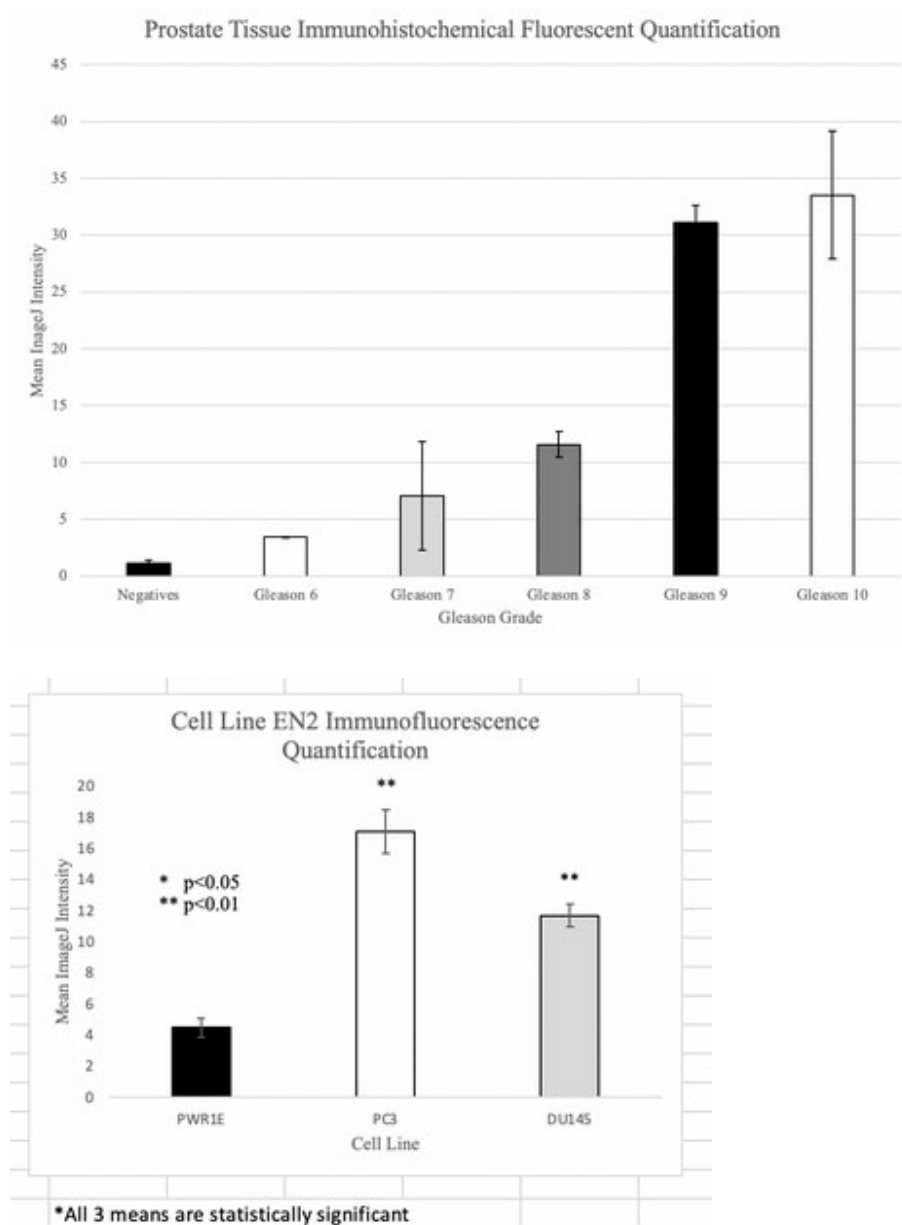 Prostate Tissue Immunohistochemical Fluorescent Quantification
45
40
35
30
25
20
15
10
5
0
Mean InageJ Intensity
Negatives Gleason 6 Gleason 7 Gleason 8 Gleason 9 Gleason 10
Gleason Grade
Cell Line EN2 Immunofluorescence
Quantification
20
18
16
14
12
10
8
6
4
2
0
Mean ImageJ Intensity
**
**
* p<0.05
** p<0.01
PWR1E PC3 DU145
Cell Line
*All 3 means are statistically significant